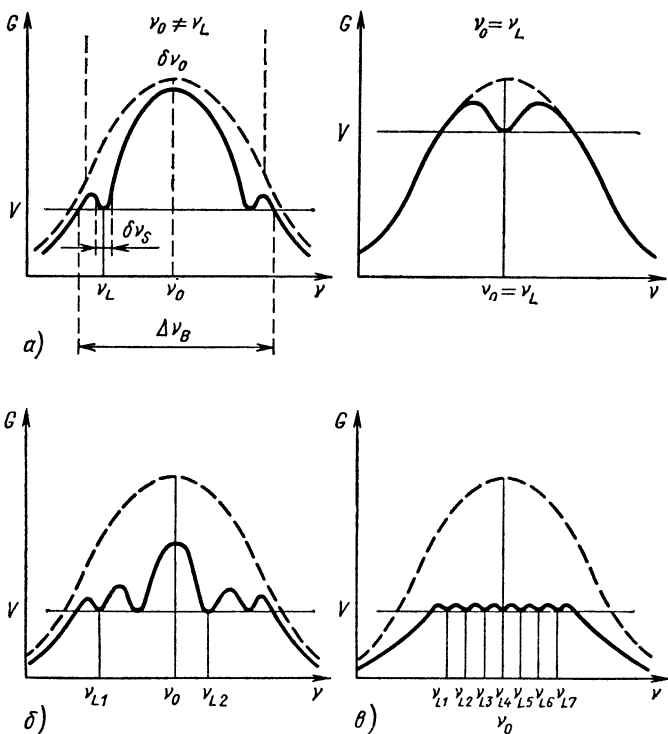 G
ν₀ ≠ ν_L
δν₀
V
δν_S
ν_L
ν₀
ν
Δν_B
а)
ν₀ = ν_L
V
ν₀ = ν_L
ν
G
V
ν_L1
ν₀
ν_L2
ν
б)
G
V
ν_L1 ν_L2 ν_L3 ν_L4 ν_L5 ν_L6 ν_L7
ν
ν₀
в)